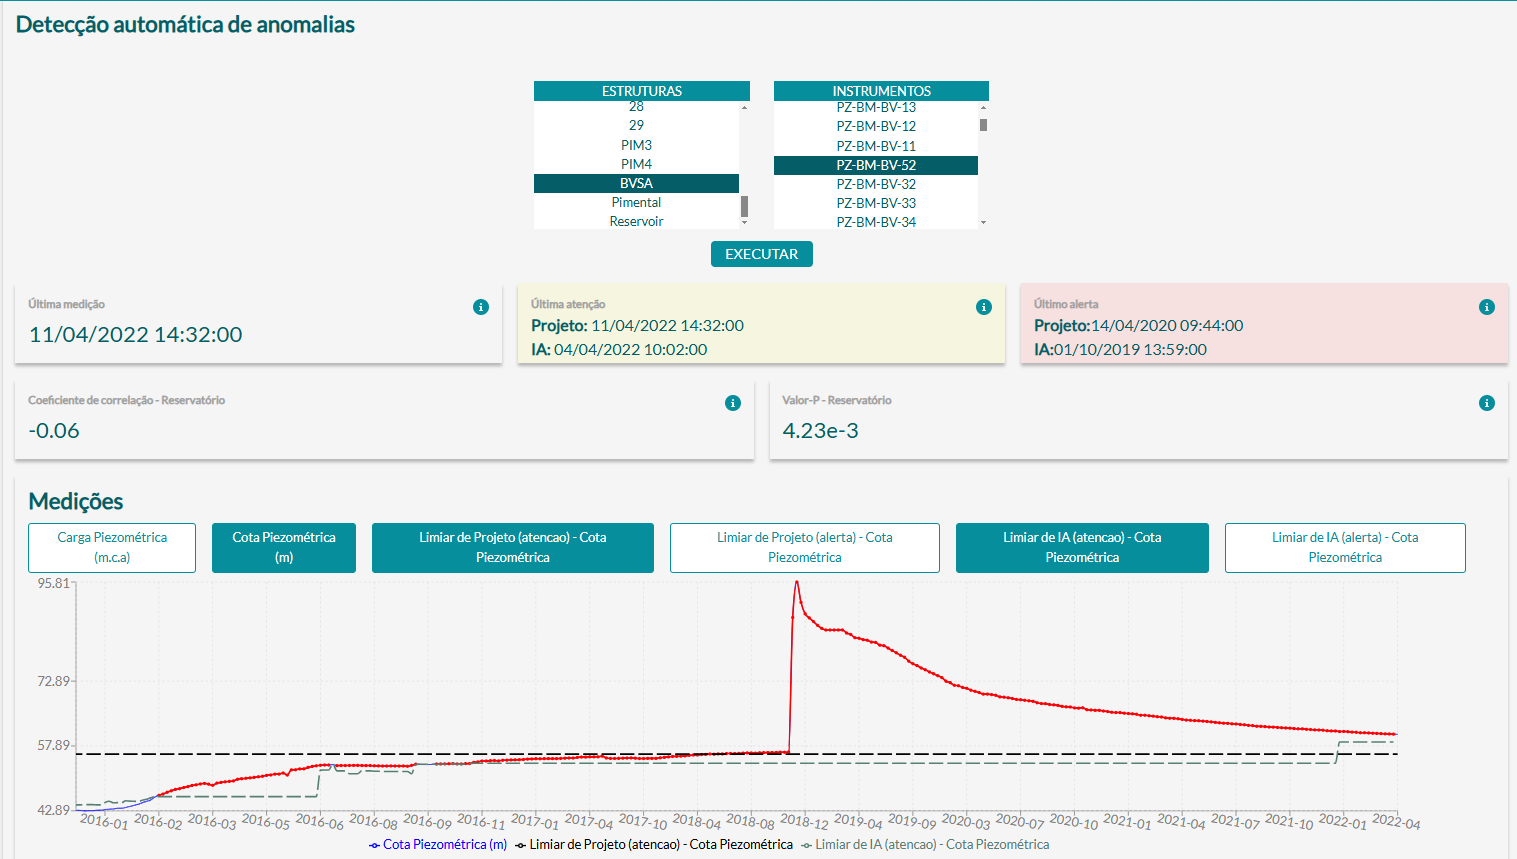 Detecção automática de anomalias
ESTRUTURAS
28
29
PIM3
PIM4
BVSA
Pimental
Reservoir
INSTRUMENTOS
PZ-BM-BV-13
PZ-BM-BV-12
PZ-BM-BV-11
PZ-BM-BV-52
PZ-BM-BV-32
PZ-BM-BV-33
PZ-BM-BV-34
EXECUTAR
Última medição
11/04/2022 14:32:00
Última atenção
Projeto: 11/04/2022 14:32:00
IA: 04/04/2022 10:02:00
Último alerta
Projeto:14/04/2020 09:44:00
IA:01/10/2019 13:59:00
Coeficiente de correlação - Reservatório
-0.06
Valor-P - Reservatório
4.23e-3
Medições
Carga Piezométrica
(m.c.a)
Cota Piezométrica
(m)
Limiar de Projeto (atencao) - Cota
Piezométrica
Limiar de Projeto (alerta) - Cota
Piezométrica
Limiar de IA (atencao) - Cota
Piezométrica
Limiar de IA (alerta) - Cota
Piezométrica
95.81
72.89
57.89
42.89
2016-01 2016-02 2016-03 2016-05 2016-06 2016-08 2016-09 2016-11 2017-01 2017-04 2017-10 2018-04 2018-08 2018-12 2019-04 2019-09 2020-03 2020-07 2020-10 2021-01 2021-04 2021-07 2021-10 2022-01 2022-04
Cota Piezométrica (m) Limiar de Projeto (atencao) - Cota Piezométrica Limiar de IA (atencao) - Cota Piezométrica